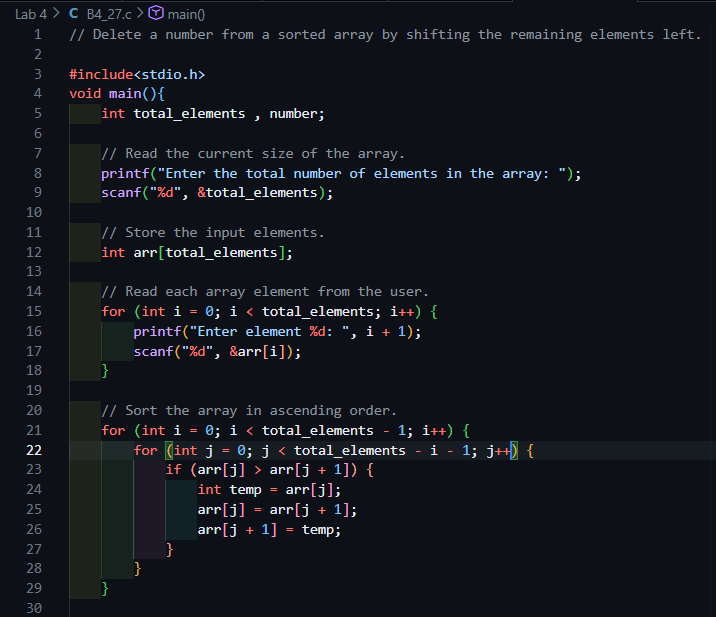 Lab 4 > C B4_27.c > main()
1 // Delete a number from a sorted array by shifting the remaining elements left.
2
3 #include<stdio.h>
4 void main(){
5     int total_elements , number;
6
7     // Read the current size of the array.
8     printf("Enter the total number of elements in the array: ");
9     scanf("%d", &total_elements);
10
11     // Store the input elements.
12     int arr[total_elements];
13
14     // Read each array element from the user.
15     for (int i = 0; i < total_elements; i++) {
16         printf("Enter element %d: ", i + 1);
17         scanf("%d", &arr[i]);
18     }
19
20     // Sort the array in ascending order.
21     for (int i = 0; i < total_elements - 1; i++) {
22         for (int j = 0; j < total_elements - i - 1; j++) {
23             if (arr[j] > arr[j + 1]) {
24                 int temp = arr[j];
25                 arr[j] = arr[j + 1];
26                 arr[j + 1] = temp;
27             }
28         }
29     }
30